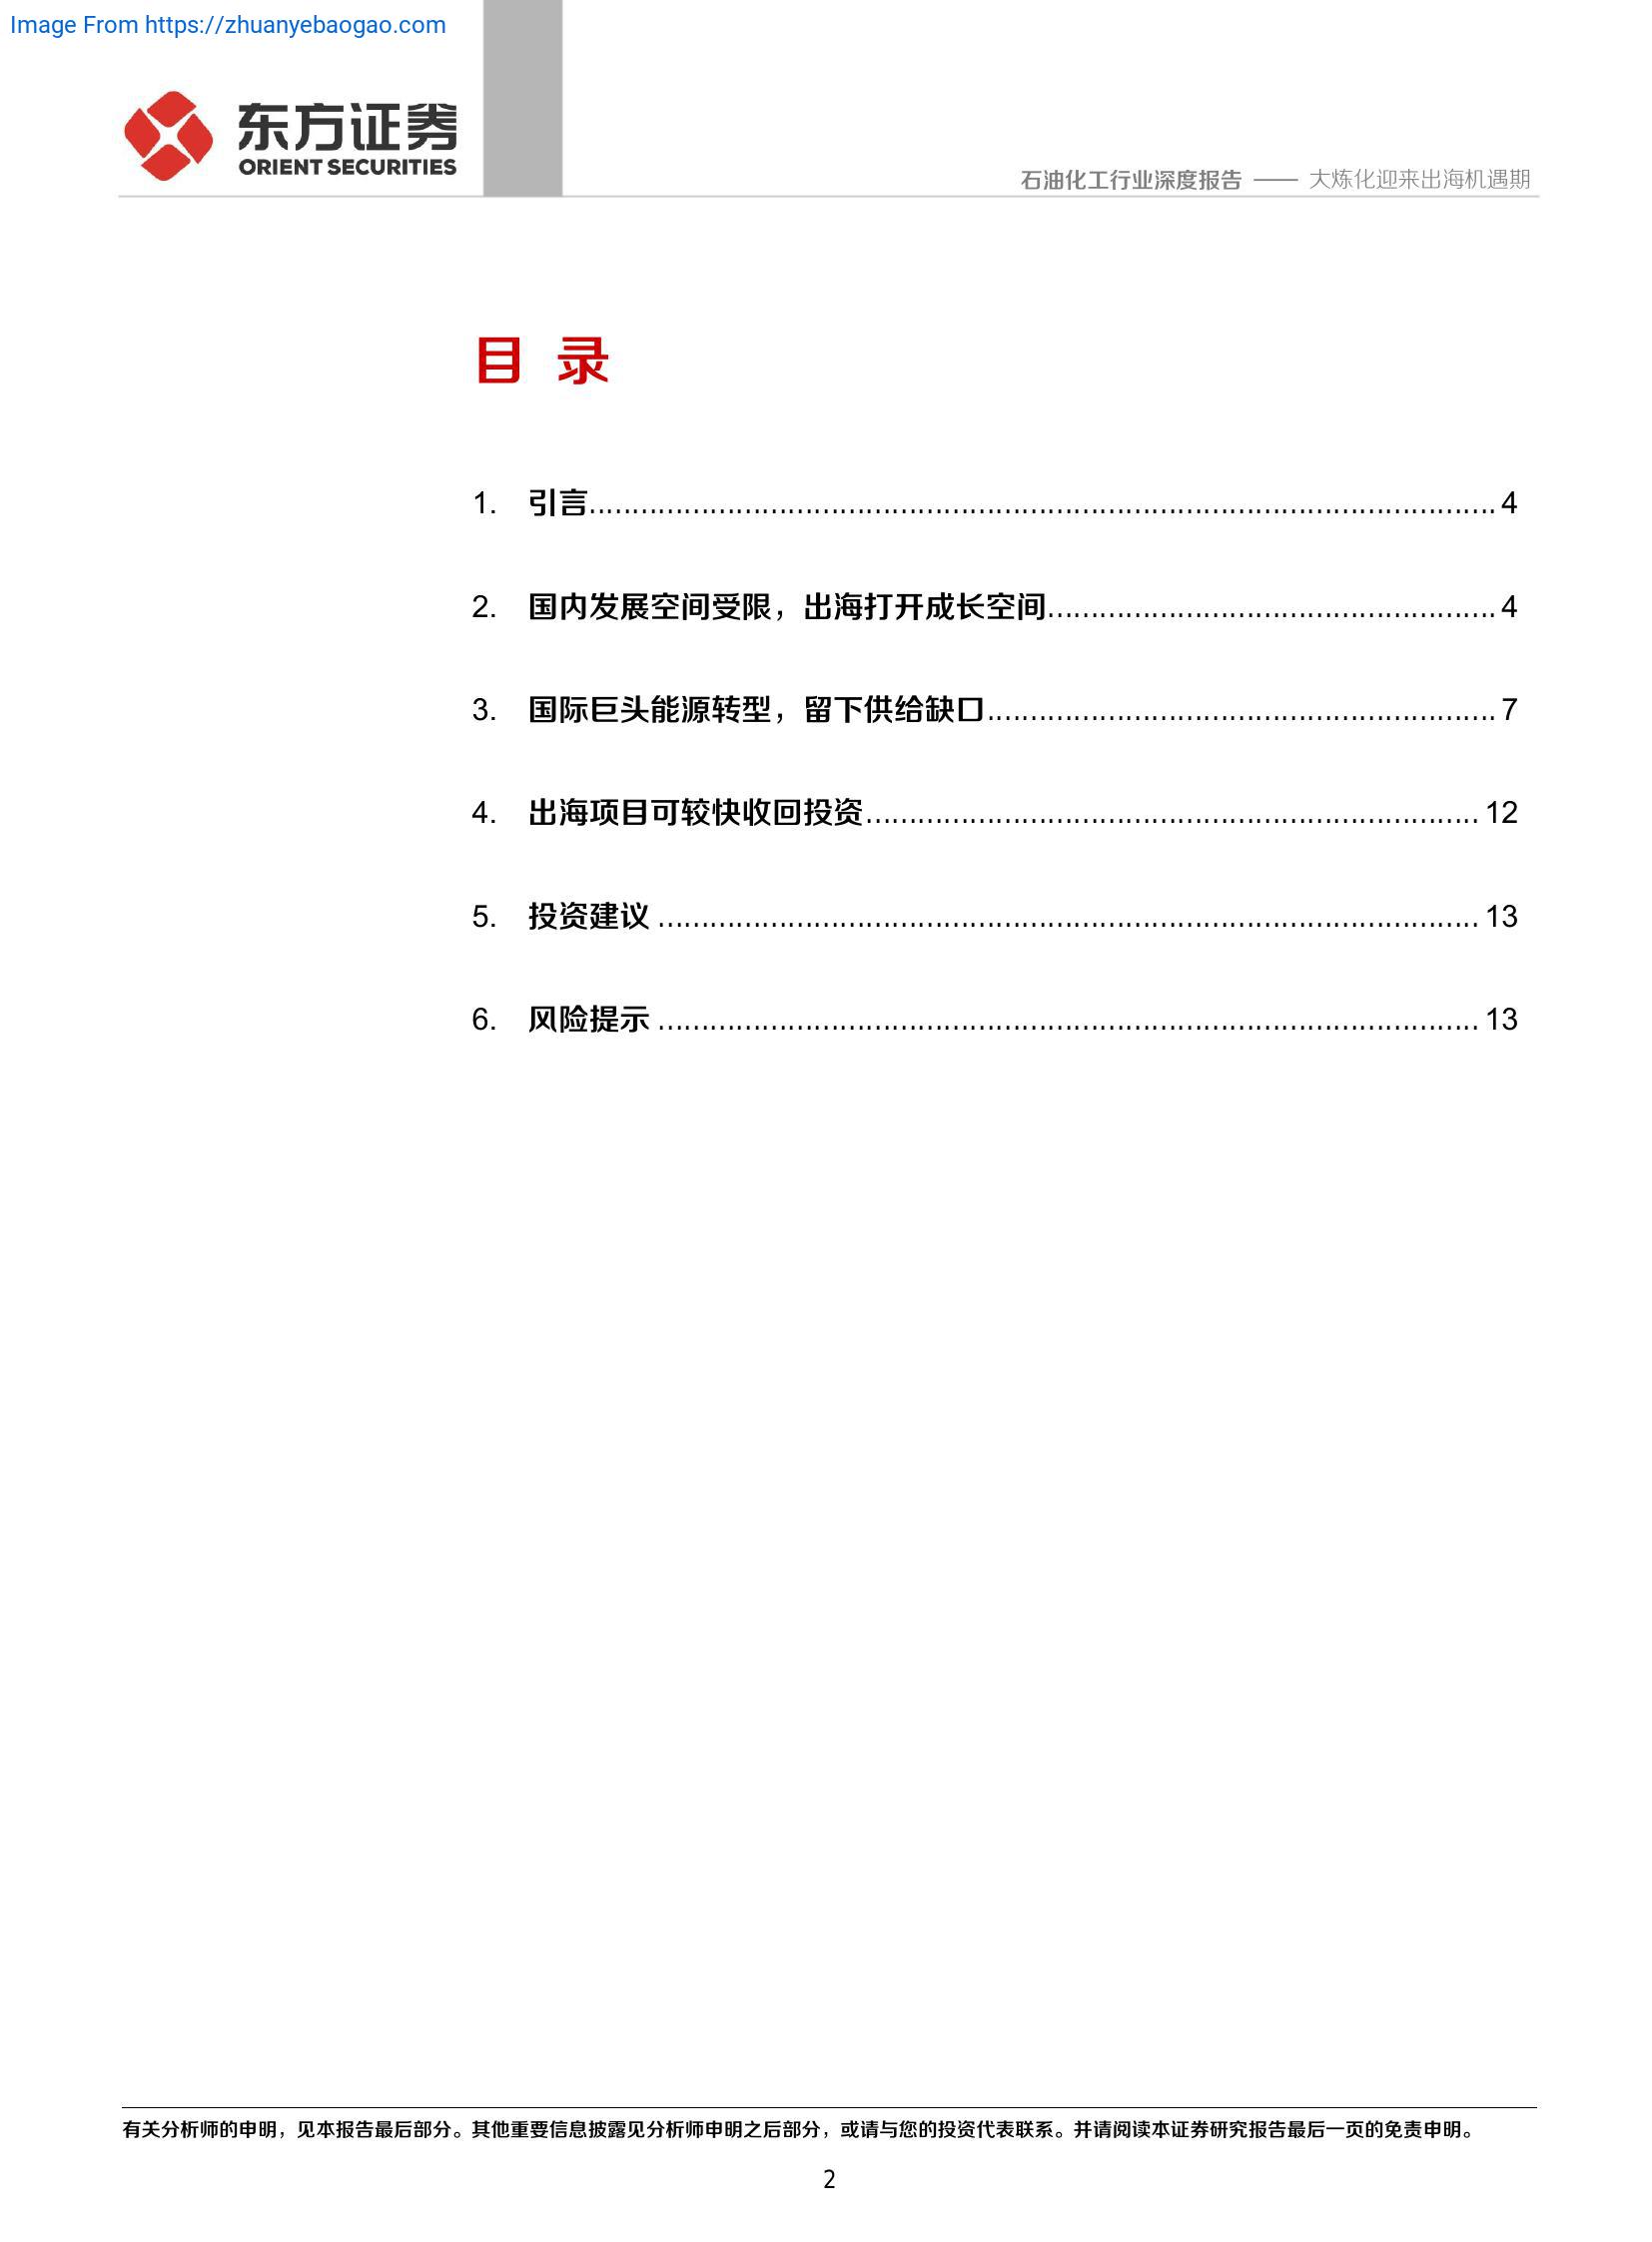 Image From https://zhuanyebaogao.com
东方证券
ORIENT SECURITIES
石油化工行业深度报告 —— 大炼化迎来出海机遇期
目 录
1. 引言 4
2. 国内发展空间受限，出海打开成长空间 4
3. 国际巨头能源转型，留下供给缺口 7
4. 出海项目可较快收回投资 12
5. 投资建议 13
6. 风险提示 13
有关分析师的申明，见本报告最后部分。其他重要信息披露见分析师申明之后部分，或请与您的投资代表联系。并请阅读本证券研究报告最后一页的免责申明。
2